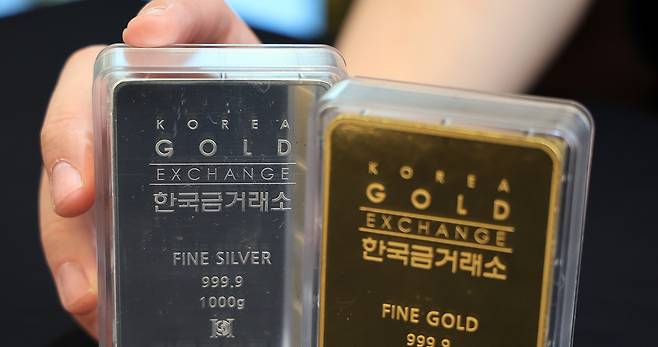 KOREA
GOLD
EXCHANGE
한국금거래소
FINE SILVER
999.9
1000g
KOREA
GOLD
EXCHANGE
한국금거래소
FINE GOLD
999.9